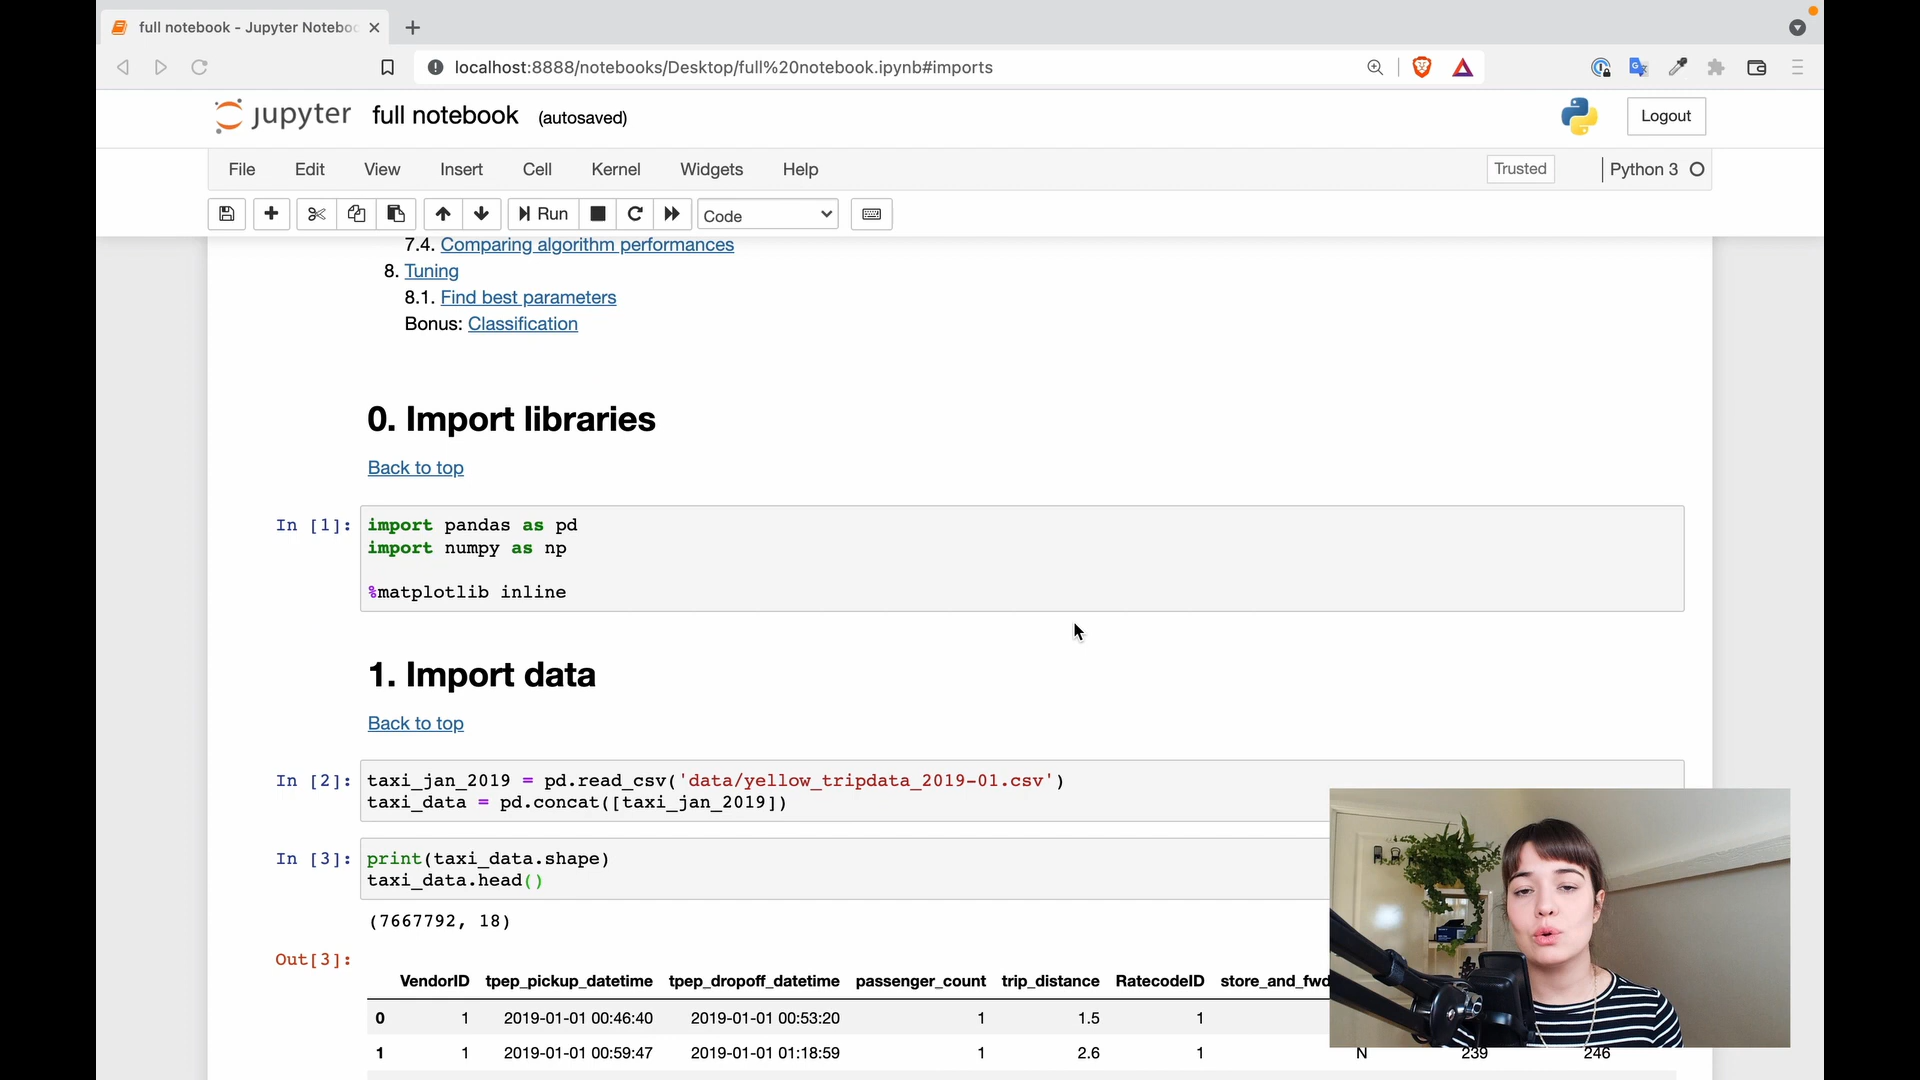 full notebook - Jupyter Noteboo
localhost:8888/notebooks/Desktop/full%20notebook.ipynb#imports
jupyter full notebook (autosaved)
Logout
File Edit View Insert Cell Kernel Widgets Help
Trusted Python 3
Run Code
7.4. Comparing algorithm performances
8. Tuning
8.1. Find best parameters
Bonus: Classification
0. Import libraries
Back to top
In [1]: import pandas as pd
import numpy as np
%matplotlib inline
1. Import data
Back to top
In [2]: taxi_jan_2019 = pd.read_csv('data/yellow_tripdata_2019-01.csv')
taxi_data = pd.concat([taxi_jan_2019])
In [3]: print(taxi_data.shape)
taxi_data.head()
(7667792, 18)
Out[3]:
VendorID tpep_pickup_datetime tpep_dropoff_datetime passenger_count trip_distance RatecodeID store_and_fwd
0 1 2019-01-01 00:46:40 2019-01-01 00:53:20 1 1.5 1
1 1 2019-01-01 00:59:47 2019-01-01 01:18:59 1 2.6 1 N 239 246